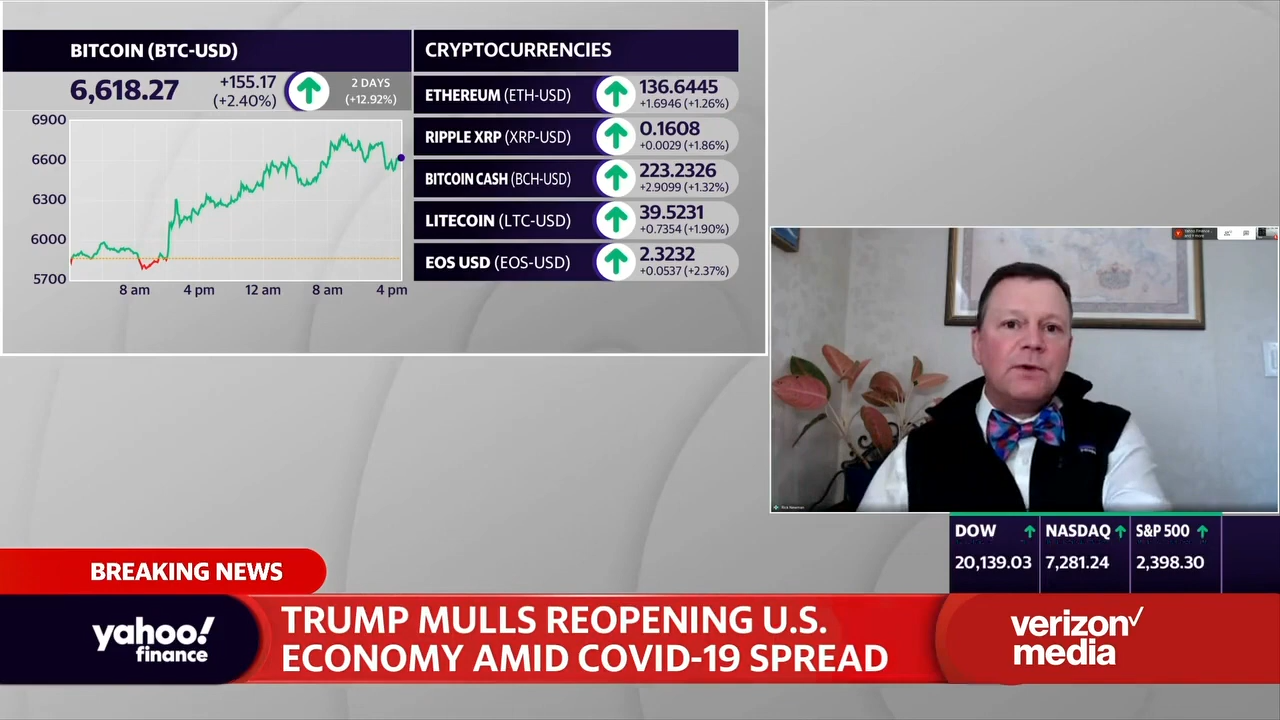 BITCOIN (BTC-USD)
6,618.27
+155.17
(+2.40%)
2 DAYS
(+12.92%)
6900
6600
6300
6000
5700
8 am
4 pm
12 am
8 am
4 pm
CRYPTOCURRENCIES
ETHEREUM (ETH-USD)
136.6445
+1.6946 (+1.26%)
RIPPLE XRP (XRP-USD)
0.1608
+0.0029 (+1.86%)
BITCOIN CASH (BCH-USD)
223.2326
+2.9099 (+1.32%)
LITECOIN (LTC-USD)
39.5231
+0.7354 (+1.90%)
EOS USD (EOS-USD)
2.3232
+0.0537 (+2.37%)
Yahoo Finance
Rick Newman
DOW
20,139.03
NASDAQ
7,281.24
S&P 500
2,398.30
BREAKING NEWS
yahoo!
finance
TRUMP MULLS REOPENING U.S.
ECONOMY AMID COVID-19 SPREAD
verizon✓
media